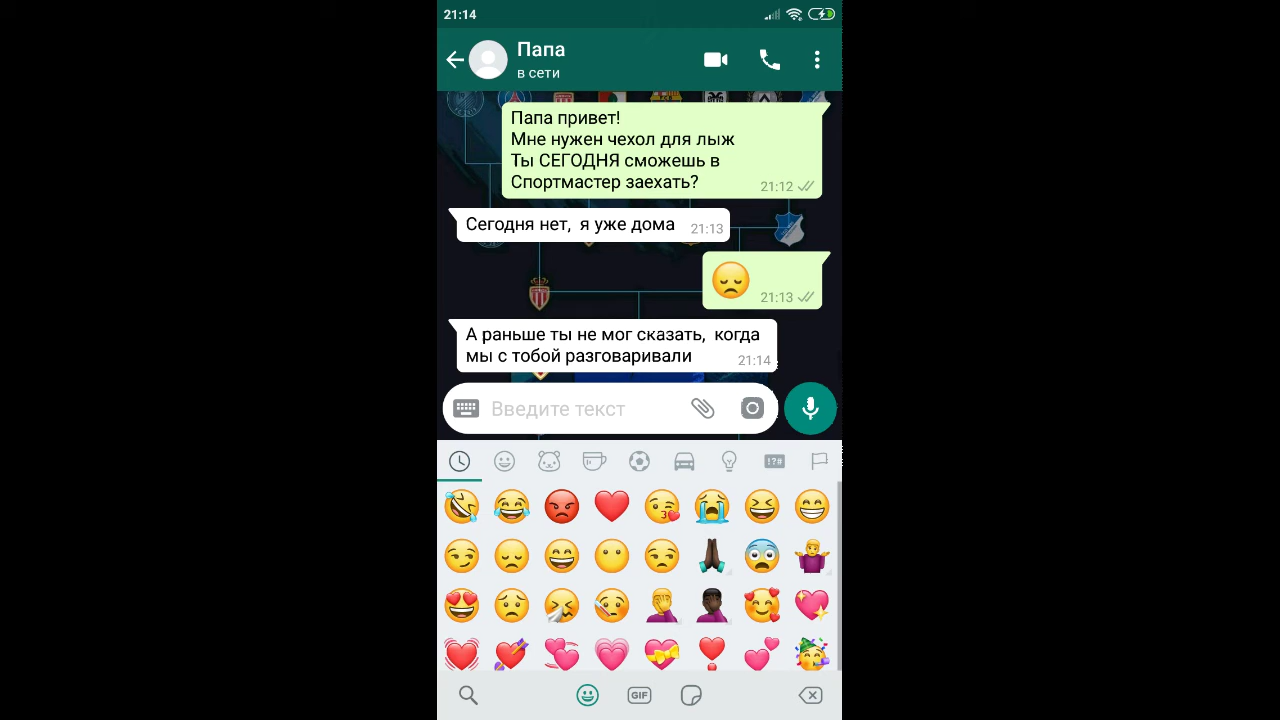 21:14
Папа
в сети
Папа привет!
Мне нужен чехол для лыж
Ты СЕГОДНЯ сможешь в
Спортмастер заехать?
21:12
Сегодня нет, я уже дома
21:13
21:13
А раньше ты не мог сказать, когда
мы с тобой разговаривали
21:14
Введите текст
!?#
GIF